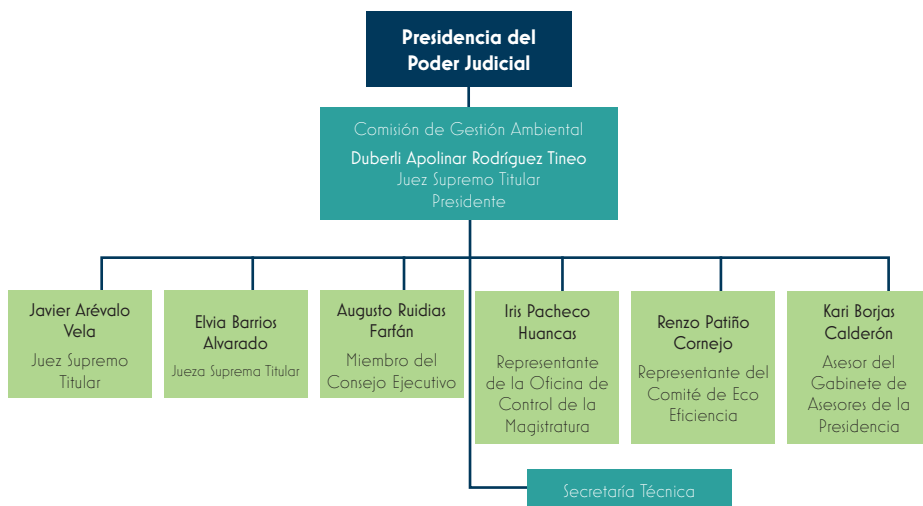 Presidencia del
Poder Judicial
Comisión de Gestión Ambiental
Duberli Apolinar Rodríguez Tineo
Juez Supremo Titular
Presidente
Javier Arévalo
Vela
Juez Supremo
Titular
Elvia Barrios
Alvarado
Jueza Suprema Titular
Augusto Ruidias
Farfán
Miembro del
Consejo Ejecutivo
Iris Pacheco
Huancas
Representante
de la Oficina de
Control de la
Magistratura
Renzo Patiño
Cornejo
Representante del
Comité de Eco
Eficiencia
Kari Borjas
Calderón
Asesor del
Gabinete de
Asesores de la
Presidencia
Secretaría Técnica